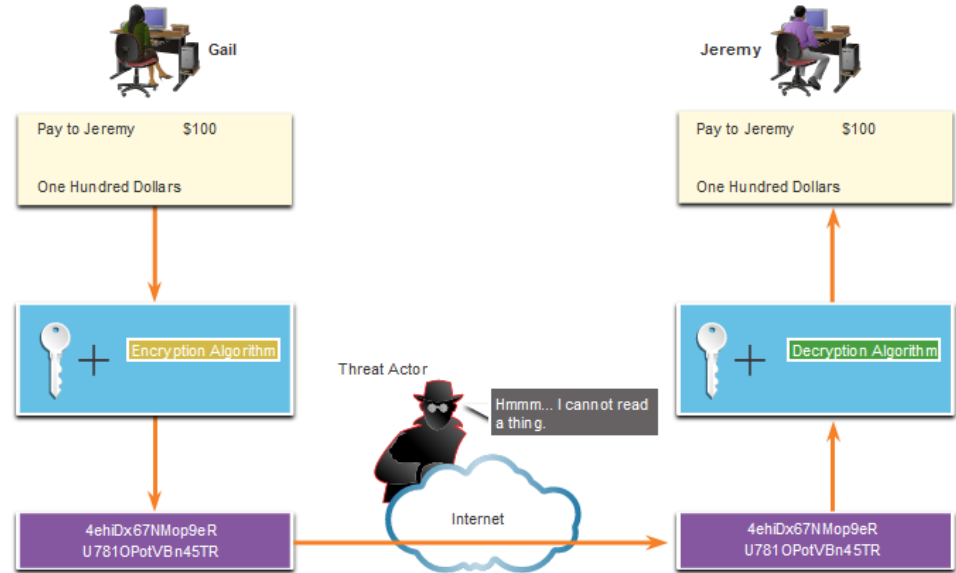 Gail
Jeremy
Pay to Jeremy $100
One Hundred Dollars
Pay to Jeremy $100
One Hundred Dollars
+ Encryption Algorithm
+ Decryption Algorithm
Threat Actor
Hmmm... I cannot read
a thing.
Internet
4ehiDx67NMop9eR
U781OPotVBn45TR
4ehiDx67NMop9eR
U781OPotVBn45TR